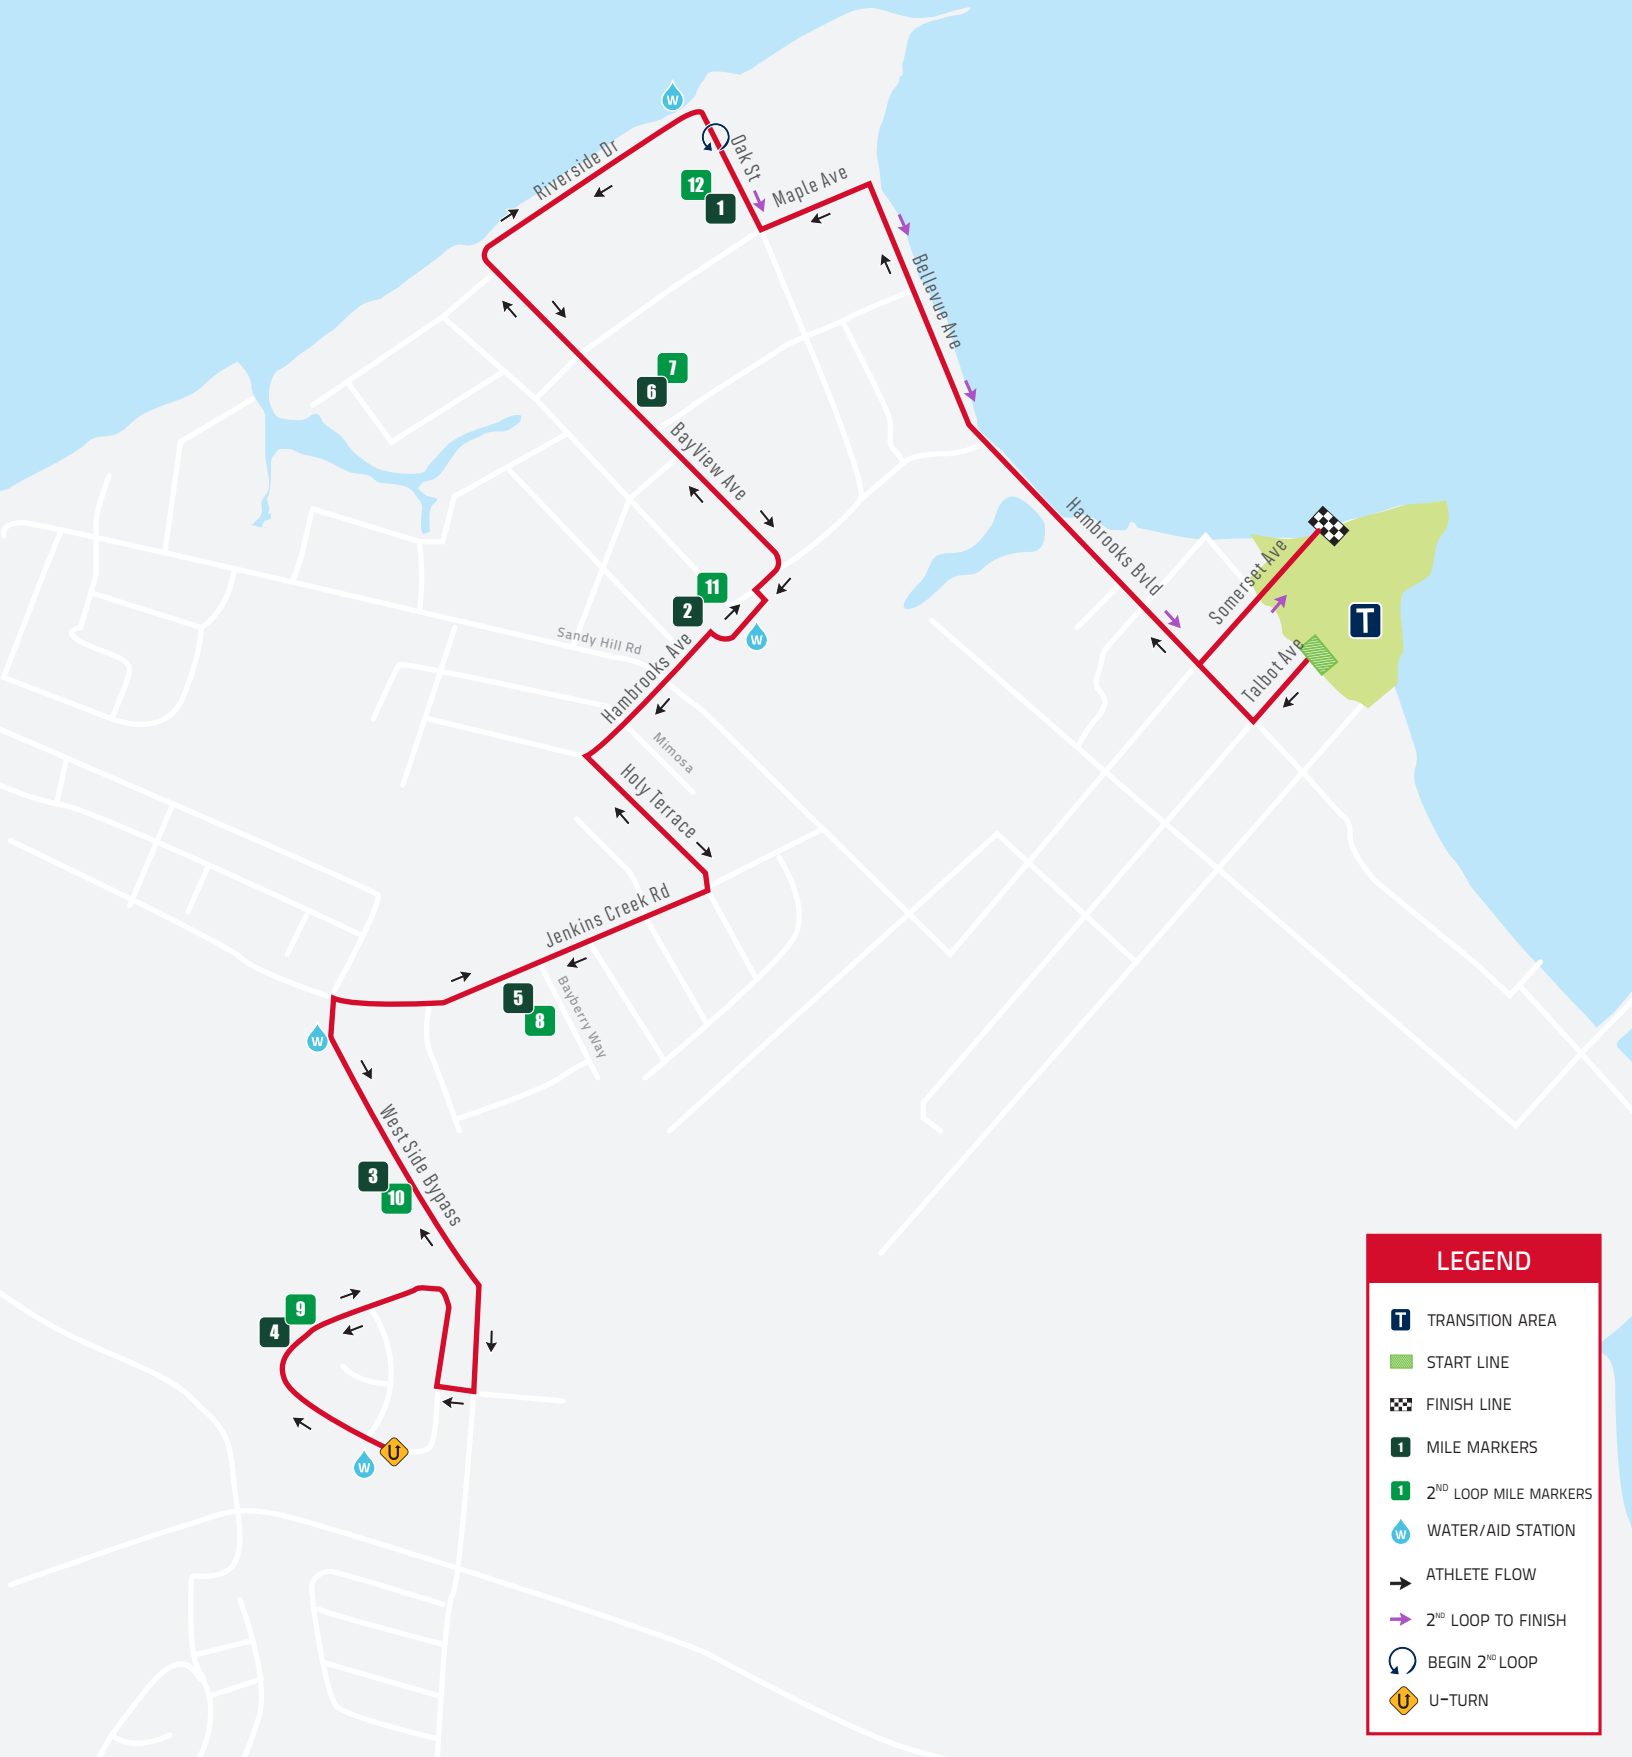 W
Riverside Dr
Oak St
12
1
Maple Ave
Bellevue Ave
7
6
BayView Ave
Hambrooks Bvld
Somerset Ave
T
Talbot Ave
11
2
W
Sandy Hill Rd
Hambrooks Ave
Mimosa
Holy Terrace
Jenkins Creek Rd
5
8
Bayberry Way
W
West Side Bypass
3
10
9
4
W
U
LEGEND
T TRANSITION AREA
START LINE
FINISH LINE
1 MILE MARKERS
1 2ND LOOP MILE MARKERS
W WATER/AID STATION
ATHLETE FLOW
2ND LOOP TO FINISH
BEGIN 2ND LOOP
U U-TURN